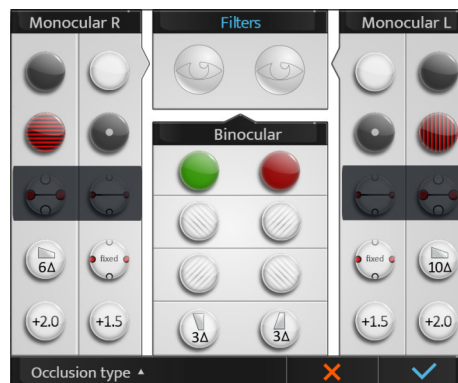 Monocular R
Filters
Monocular L
Binocular
6Δ
fixed
fixed
10Δ
+2.0
+1.5
3Δ
3Δ
+1.5
+2.0
Occlusion type